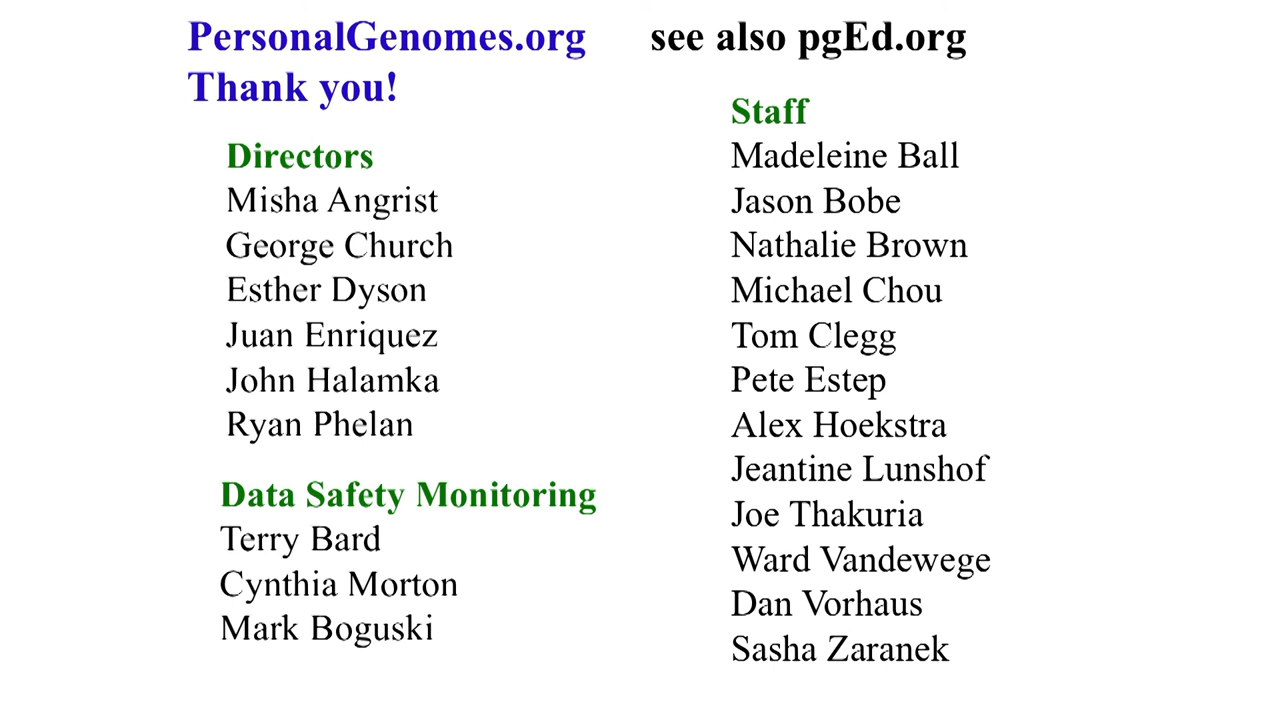 PersonalGenomes.org see also pgEd.org
Thank you!
Directors
Misha Angrist
George Church
Esther Dyson
Juan Enriquez
John Halamka
Ryan Phelan
Data Safety Monitoring
Terry Bard
Cynthia Morton
Mark Boguski
Staff
Madeleine Ball
Jason Bobe
Nathalie Brown
Michael Chou
Tom Clegg
Pete Estep
Alex Hoekstra
Jeantine Lunshof
Joe Thakuria
Ward Vandewege
Dan Vorhaus
Sasha Zaranek